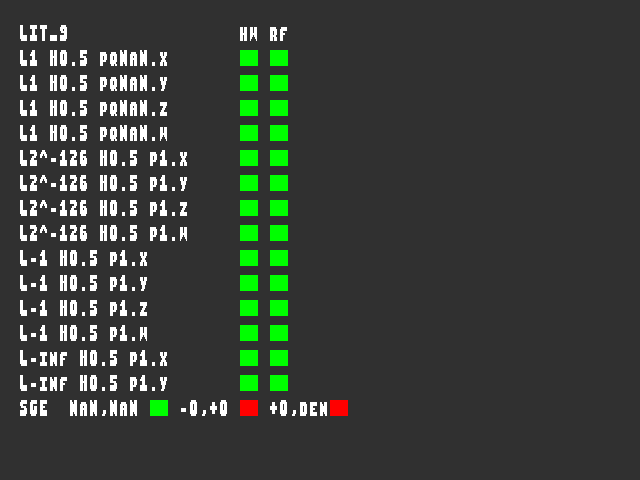 LIT_9 HW RF
L1 H0.5 PQNAN.X
L1 H0.5 PQNAN.Y
L1 H0.5 PQNAN.Z
L1 H0.5 PQNAN.W
L2^-126 H0.5 P1.X
L2^-126 H0.5 P1.Y
L2^-126 H0.5 P1.Z
L2^-126 H0.5 P1.W
L-1 H0.5 P1.X
L-1 H0.5 P1.Y
L-1 H0.5 P1.Z
L-1 H0.5 P1.W
L-INF H0.5 P1.X
L-INF H0.5 P1.Y
SGE NAN,NAN -0,+0 +0,DEN